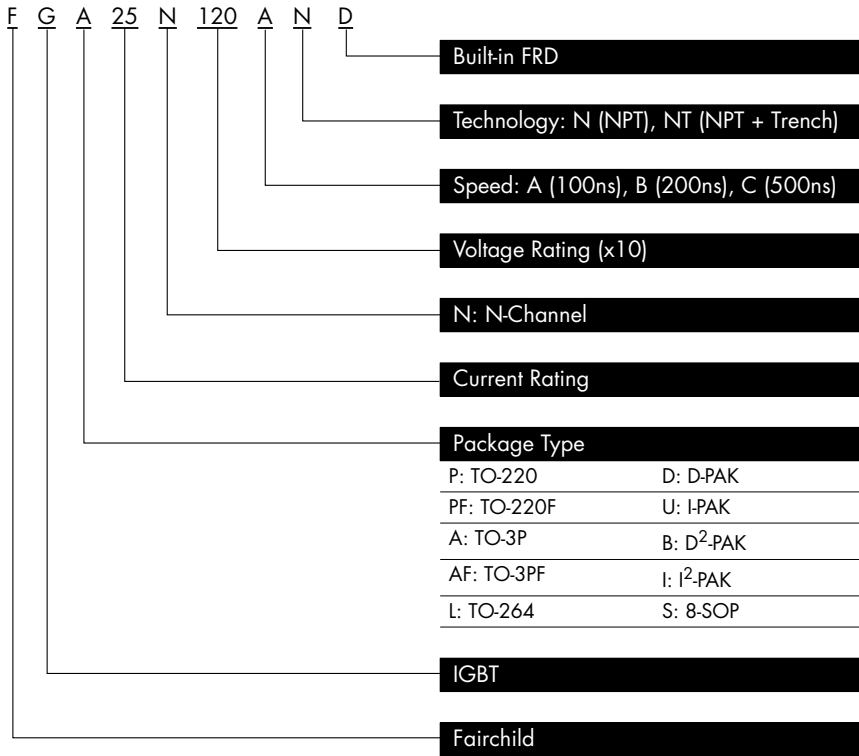 F G A 25 N 120 A N D
Built-in FRD
Technology: N (NPT), NT (NPT + Trench)
Speed: A (100ns), B (200ns), C (500ns)
Voltage Rating (x10)
N: N-Channel
Current Rating
Package Type
P: TO-220 D: D-PAK
PF: TO-220F U: I-PAK
A: TO-3P B: D²-PAK
AF: TO-3PF I: I²-PAK
L: TO-264 S: 8-SOP
IGBT
Fairchild